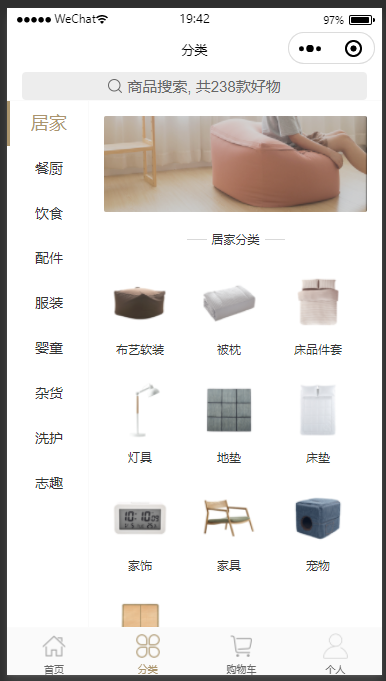 WeChat 19:42 97%
分类
商品搜索, 共238款好物
居家
餐厨
饮食
配件
服装
婴童
杂货
洗护
志趣
居家分类
布艺软装 被枕 床品件套
灯具 地垫 床垫
10:10
家饰 家具 宠物
首页 分类 购物车 个人